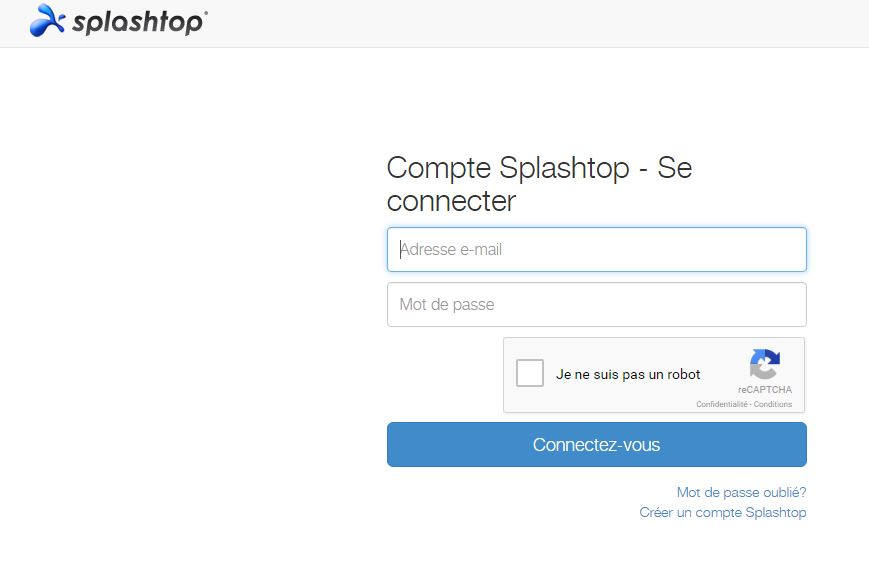 splashtop
Compte Splashtop - Se
connecter
Adresse e-mail
Mot de passe
Je ne suis pas un robot
reCAPTCHA
Confidentialité - Conditions
Connectez-vous
Mot de passe oublié?
Créer un compte Splashtop